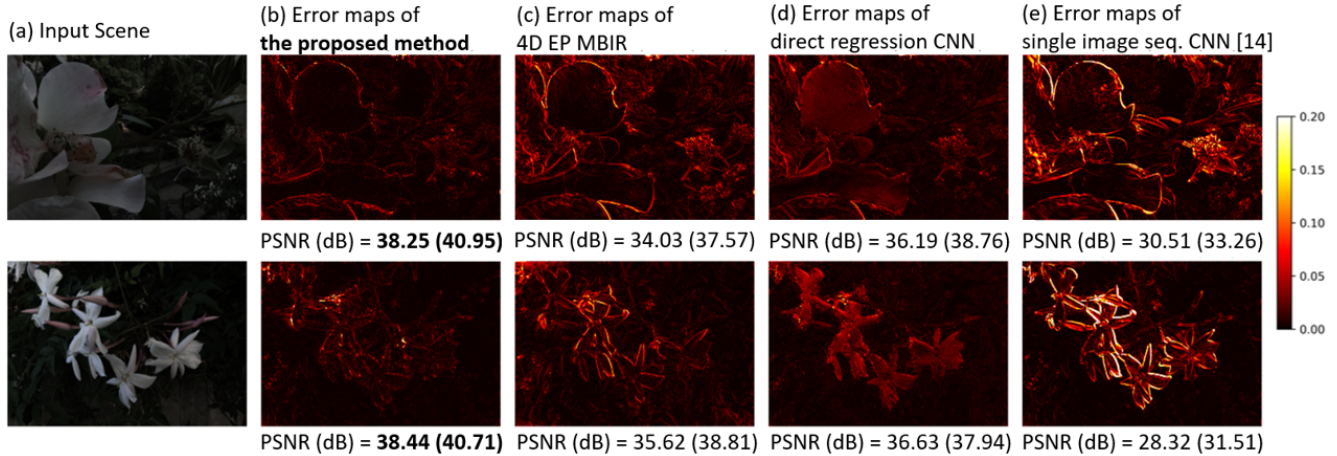 (a) Input Scene
(b) Error maps of
the proposed method
(c) Error maps of
4D EP MBIR
(d) Error maps of
direct regression CNN
(e) Error maps of
single image seq. CNN [14]
0.20
0.15
0.10
0.05
0.00
PSNR (dB) = 38.25 (40.95)
PSNR (dB) = 34.03 (37.57)
PSNR (dB) = 36.19 (38.76)
PSNR (dB) = 30.51 (33.26)
PSNR (dB) = 38.44 (40.71)
PSNR (dB) = 35.62 (38.81)
PSNR (dB) = 36.63 (37.94)
PSNR (dB) = 28.32 (31.51)